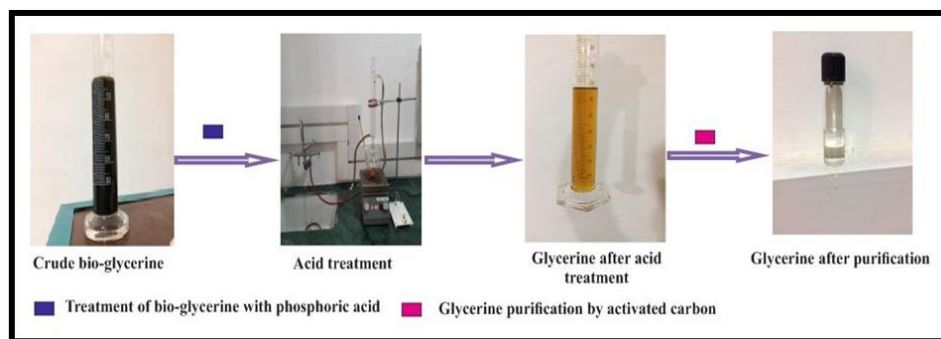 Crude bio-glycerine
Acid treatment
Glycerine after acid
treatment
Glycerine after purification
Treatment of bio-glycerine with phosphoric acid
Glycerine purification by activated carbon